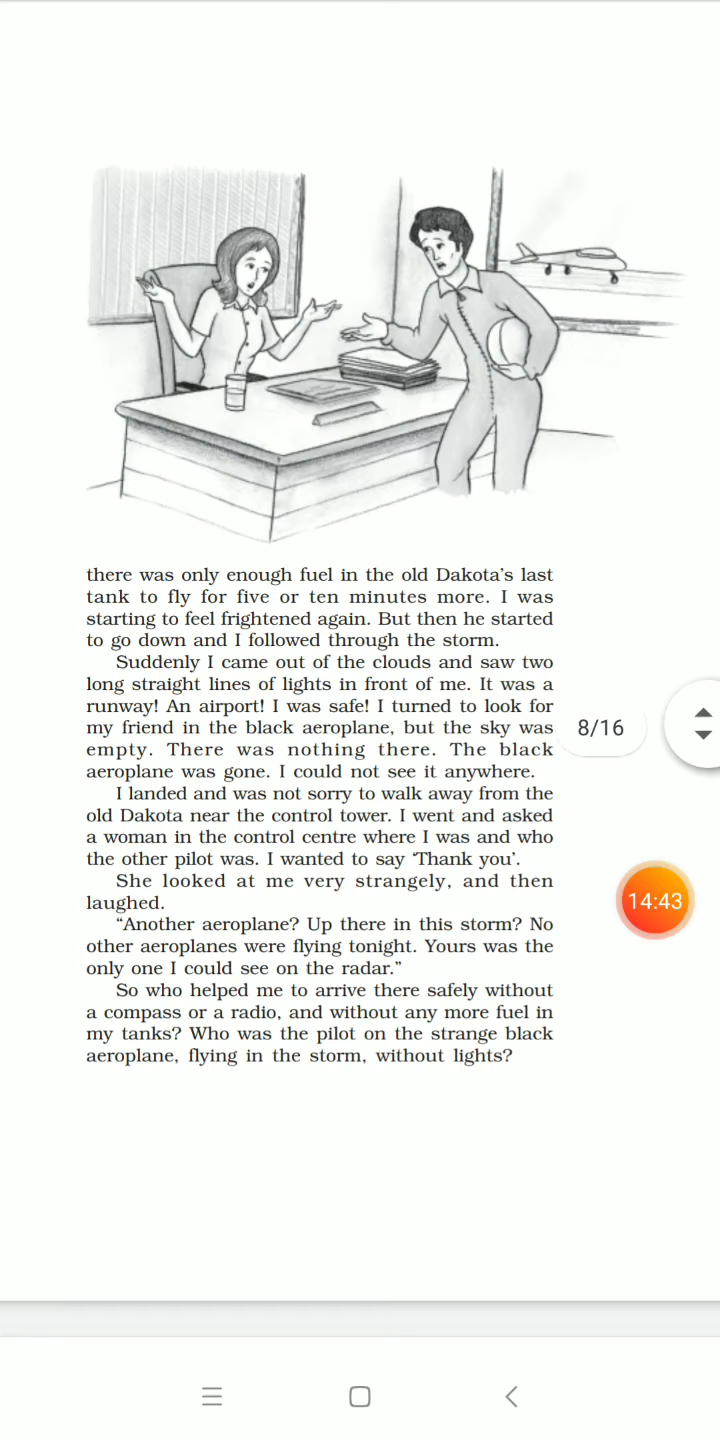 there was only enough fuel in the old Dakota's last
tank to fly for five or ten minutes more. I was
starting to feel frightened again. But then he started
to go down and I followed through the storm.
Suddenly I came out of the clouds and saw two
long straight lines of lights in front of me. It was a
runway! An airport! I was safe! I turned to look for
my friend in the black aeroplane, but the sky was
empty. There was nothing there. The black
aeroplane was gone. I could not see it anywhere.
I landed and was not sorry to walk away from the
old Dakota near the control tower. I went and asked
a woman in the control centre where I was and who
the other pilot was. I wanted to say ‘Thank you’.
She looked at me very strangely, and then
laughed.
“Another aeroplane? Up there in this storm? No
other aeroplanes were flying tonight. Yours was the
only one I could see on the radar.”
So who helped me to arrive there safely without
a compass or a radio, and without any more fuel in
my tanks? Who was the pilot on the strange black
aeroplane, flying in the storm, without lights?
8/16
14:43